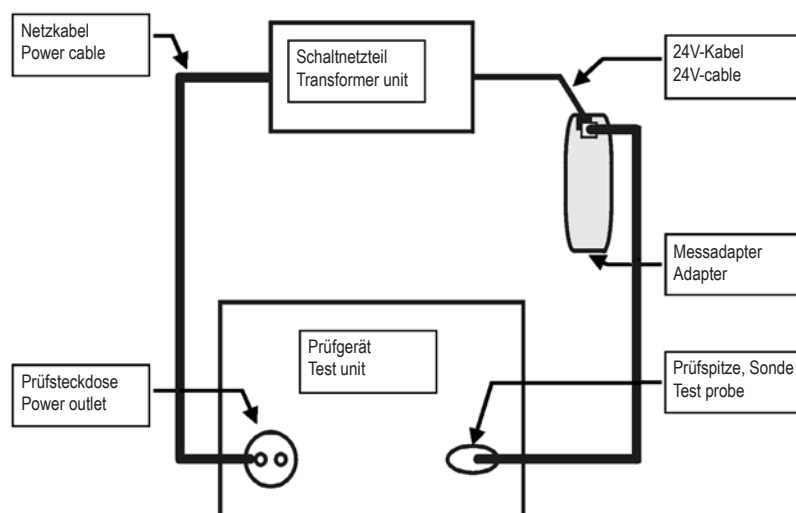 Netzkabel
Power cable
Schaltnetzteil
Transformer unit
24V-Kabel
24V-cable
Messadapter
Adapter
Prüfgerät
Test unit
Prüfsteckdose
Power outlet
Prüfspitze, Sonde
Test probe